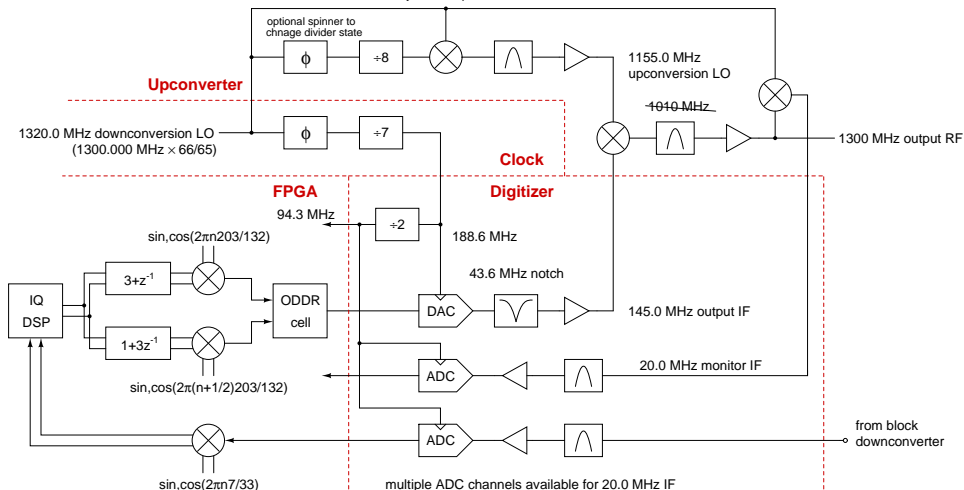 optional spinner to
chnage divider state
ϕ
÷8
1155.0 MHz
upconversion LO
Upconverter
1010 MHz
1320.0 MHz downconversion LO
(1300.000 MHz × 66/65)
ϕ
÷7
1300 MHz output RF
Clock
FPGA
Digitizer
94.3 MHz
÷2
188.6 MHz
sin,cos(2πn203/132)
43.6 MHz notch
3+z⁻¹
IQ
DSP
ODDR
cell
DAC
145.0 MHz output IF
1+3z⁻¹
sin,cos(2π(n+1/2)203/132)
ADC
20.0 MHz monitor IF
ADC
from block
downconverter
sin,cos(2πn7/33)
multiple ADC channels available for 20.0 MHz IF